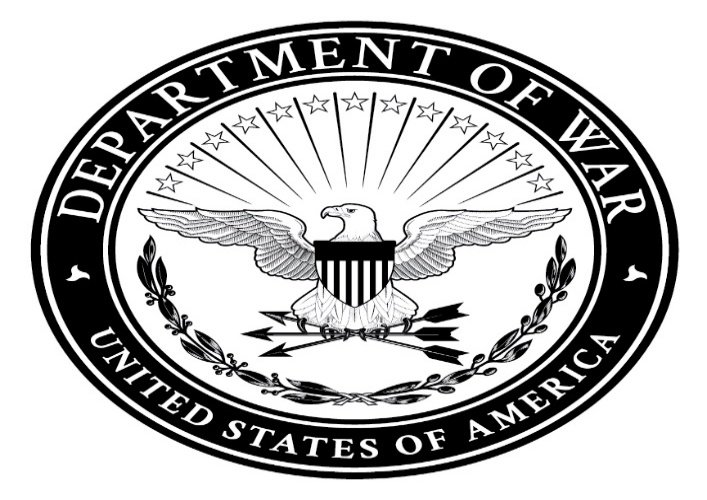 DEPARTMENT OF WAR
UNITED STATES OF AMERICA